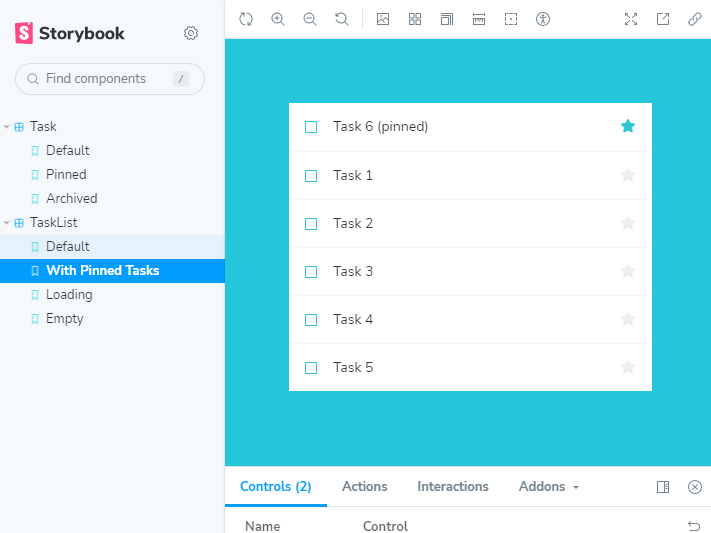 Storybook
Find components /
Task
Default
Pinned
Archived
TaskList
Default
With Pinned Tasks
Loading
Empty
Task 6 (pinned)
Task 1
Task 2
Task 3
Task 4
Task 5
Controls (2) Actions Interactions Addons
Name Control